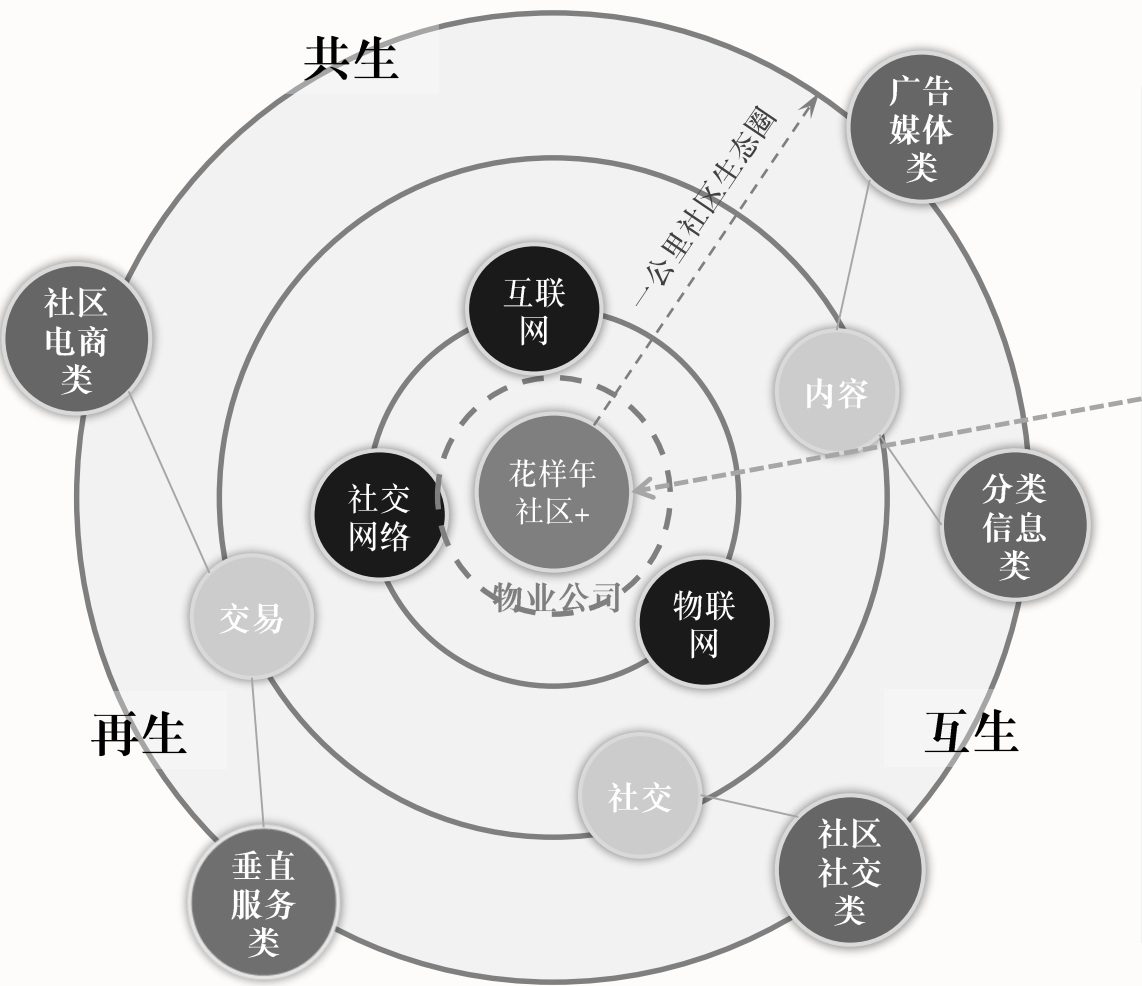 共生
广告
媒体
类
一公里社区生态圈
社区
电商
类
互联
网
内容
花样年
社区+
社交
网络
分类
信息
类
物业公司
物联
网
交易
再生
互生
社交
社区
社交
类
垂直
服务
类